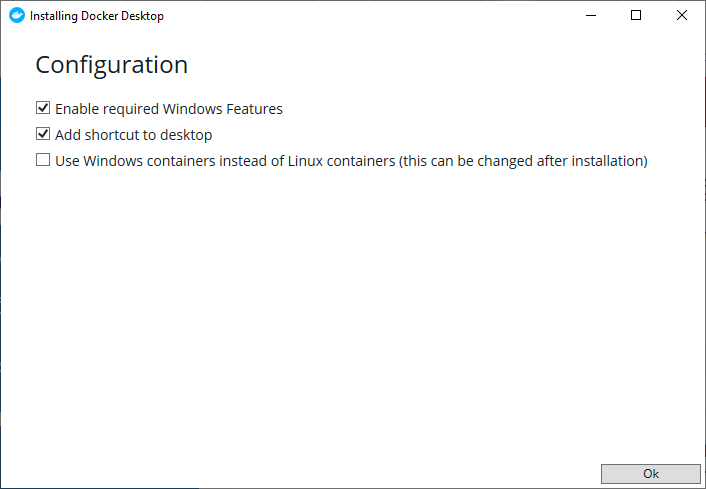 Installing Docker Desktop
Configuration
Enable required Windows Features
Add shortcut to desktop
Use Windows containers instead of Linux containers (this can be changed after installation)
Ok